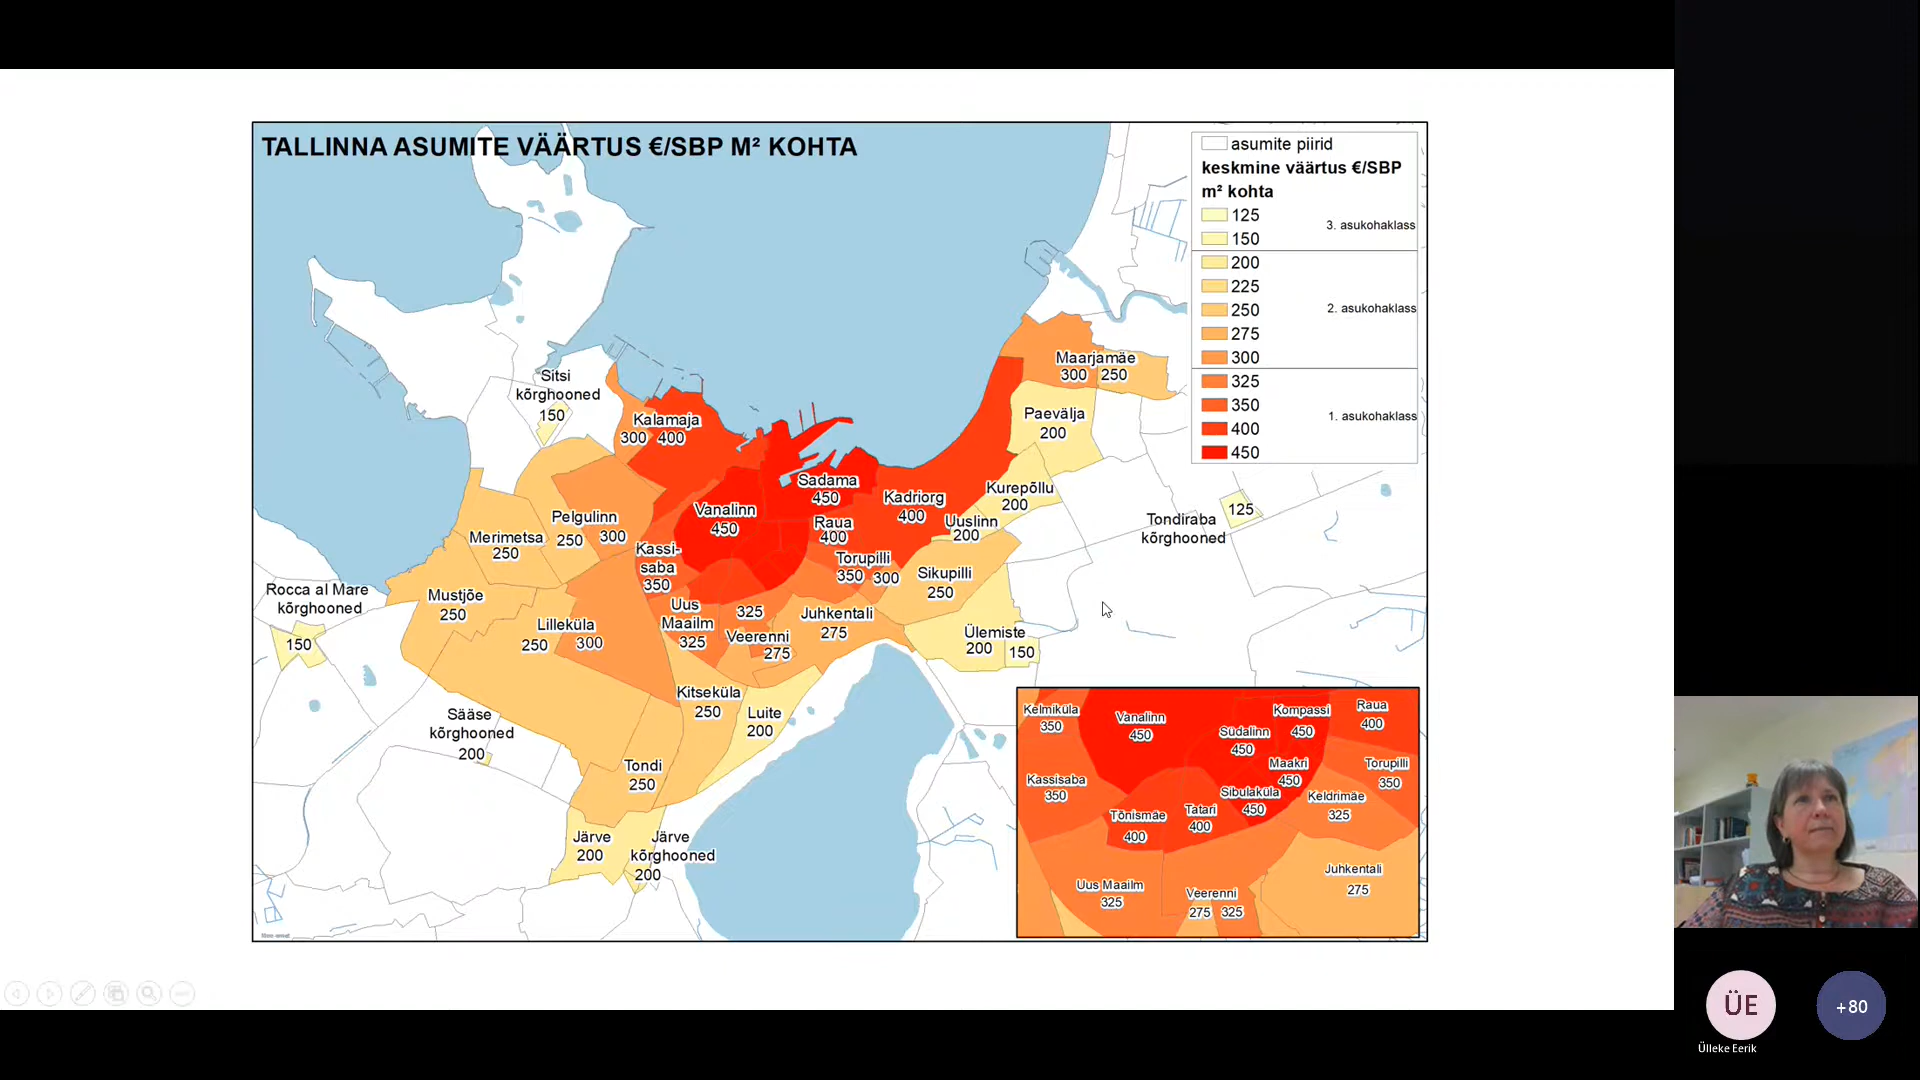 TALLINNA ASUMITE VÄÄRTUS €/SBP M² KOHTA
asumite piirid
keskmine väärtus €/SBP
m² kohta
125
150
3. asukohaklass
200
225
250
275
300
2. asukohaklass
325
350
400
450
1. asukohaklass
Sitsi
kõrghooned
150
Kalamaja
300 400
Maarjamäe
300 250
Paevälja
200
Sadama
450
Kadriorg
400
Kurepõllu
200
Vanalinn
450
Raua
400
Uuslinn
200
Pelgulinn
250 300
Merimetsa
250
Kassi-
saba
350
Torupilli
350 300
Sikupilli
250
Tondiraba
kõrghooned
125
Rocca al Mare
kõrghooned
150
Mustjõe
250
Lilleküla
250 300
Uus
Maailm
325
325
Veerenni
275
Juhkentali
275
Ülemiste
200 150
Kitseküla
250
Luite
200
Sääse
kõrghooned
200
Tondi
250
Järve
200
Järve
kõrghooned
200
Kelmiküla
350
Vanalinn
450
Südalinn
450
Kompassi
450
Raua
400
Kassisaba
350
Maakri
450
Torupilli
350
Sibulaküla
450
Keldrimäe
325
Tõnismäe
400
Tatari
400
Uus Maailm
325
Veerenni
275 325
Juhkentali
275
ÜE
+80
Ülleke Eerik